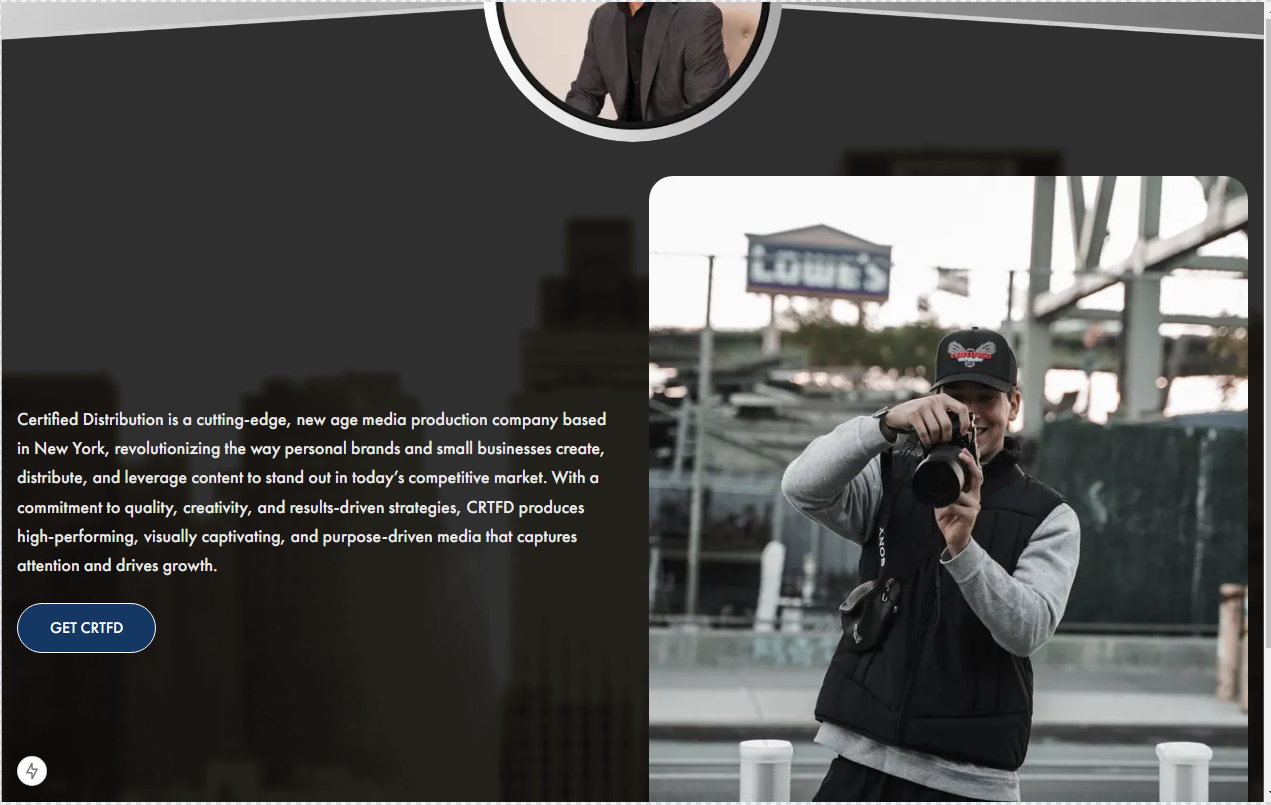 LOWE'S
Certified Distribution is a cutting-edge, new age media production company based
in New York, revolutionizing the way personal brands and small businesses create,
distribute, and leverage content to stand out in today’s competitive market. With a
commitment to quality, creativity, and results-driven strategies, CRTFD produces
high-performing, visually captivating, and purpose-driven media that captures
attention and drives growth.
SONY
GET CRTFD